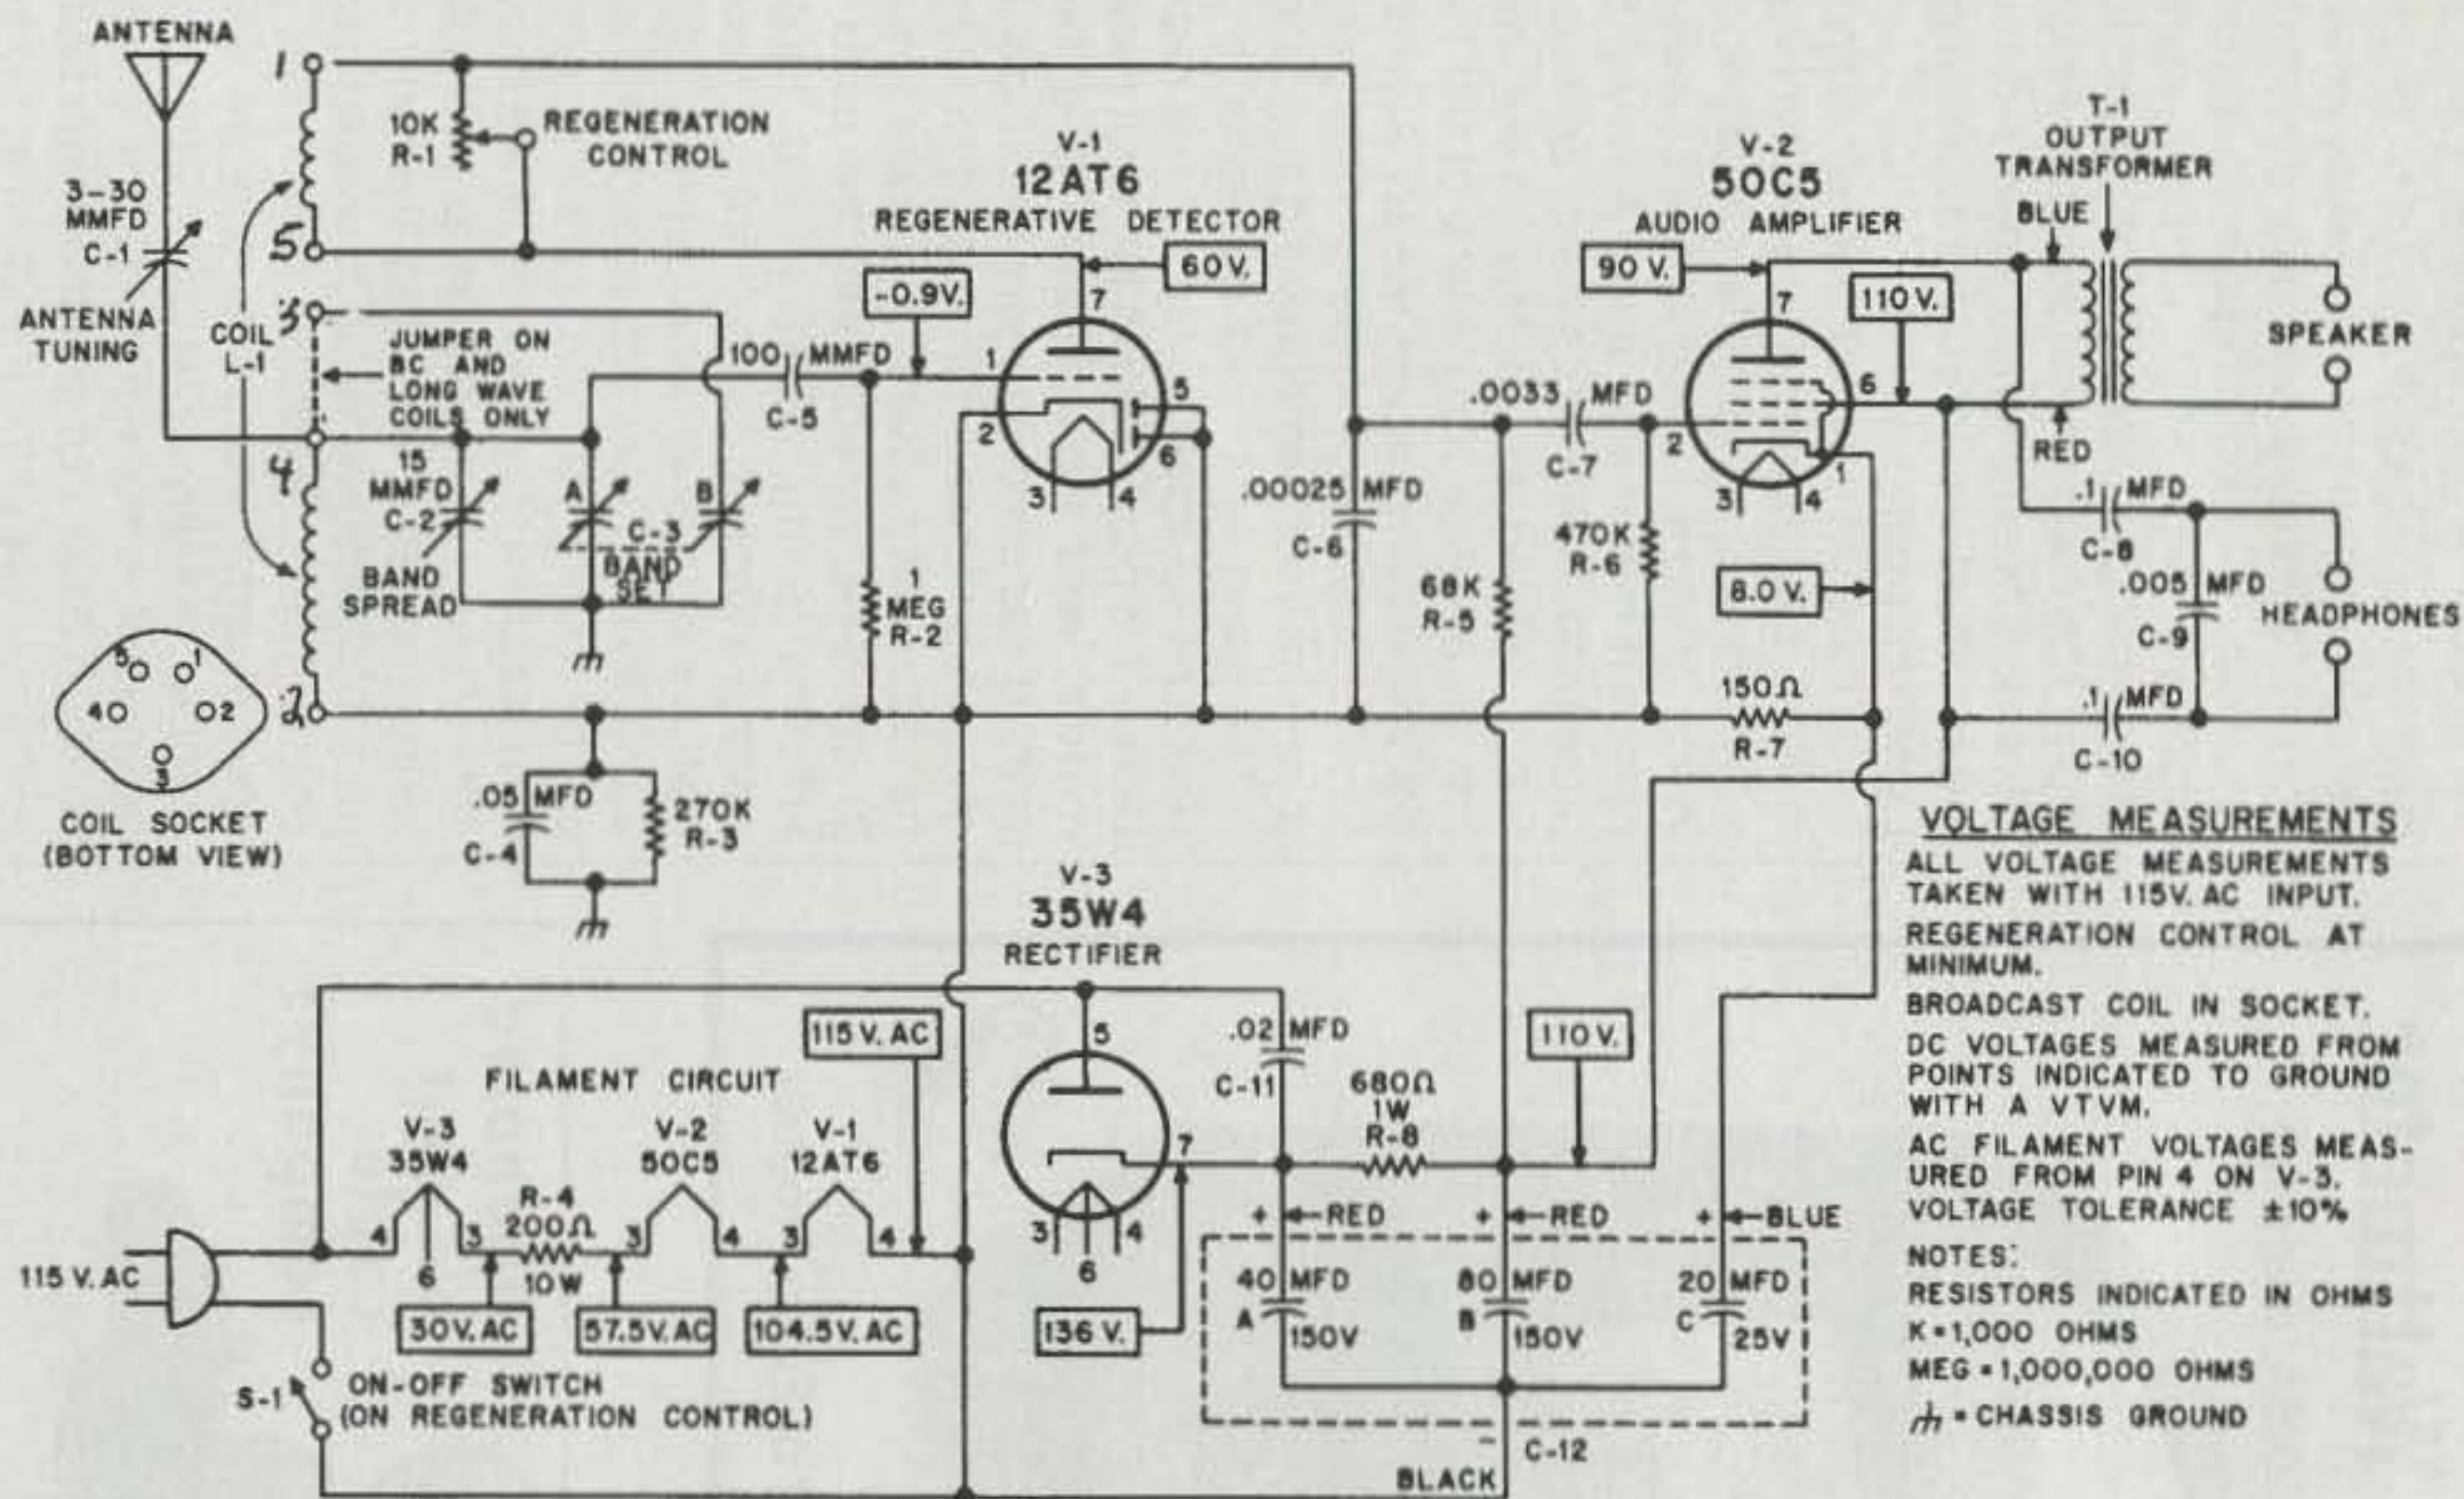 ANTENNA
1
10K
R-1
REGENERATION
CONTROL
3-30
MMFD
C-1
5
ANTENNA
TUNING
COIL
L-1
3
JUMPER ON
BC AND
LONG WAVE
COILS ONLY
4
15
MMFD
C-2
BAND
SPREAD
A
B
C-3
BAND
SET
100 MMFD
C-5
-0.9V.
V-1
12AT6
REGENERATIVE DETECTOR
60 V.
7
1
2
5
6
3
4
1
MEG
R-2
.00025 MFD
C-6
68K
R-5
.0033 MFD
C-7
470K
R-6
V-2
50C5
AUDIO AMPLIFIER
90 V.
7
110 V.
6
2
3
4
1
8.0 V.
150Ω
R-7
T-1
OUTPUT
TRANSFORMER
BLUE
RED
SPEAKER
.1 MFD
C-8
.005 MFD
C-9
HEADPHONES
.1 MFD
C-10
5
1
4
2
3
COIL SOCKET
(BOTTOM VIEW)
2
.05 MFD
C-4
270K
R-3
V-3
35W4
RECTIFIER
5
7
3
6
4
136 V.
.02 MFD
C-11
680Ω
1W
R-8
110 V.
+ RED
+ RED
+ BLUE
40 MFD
A
150V
80 MFD
B
150V
20 MFD
C
25V
-
C-12
BLACK
FILAMENT CIRCUIT
115 V. AC
V-3
35W4
4
6
3
R-4
200Ω
10W
V-2
50C5
3
4
V-1
12AT6
3
4
30V. AC
57.5V. AC
104.5V. AC
115 V. AC
S-1
ON-OFF SWITCH
(ON REGENERATION CONTROL)
VOLTAGE MEASUREMENTS
ALL VOLTAGE MEASUREMENTS
TAKEN WITH 115V. AC INPUT.
REGENERATION CONTROL AT
MINIMUM.
BROADCAST COIL IN SOCKET.
DC VOLTAGES MEASURED FROM
POINTS INDICATED TO GROUND
WITH A VTVM.
AC FILAMENT VOLTAGES MEAS-
URED FROM PIN 4 ON V-3.
VOLTAGE TOLERANCE ±10%
NOTES:
RESISTORS INDICATED IN OHMS
K=1,000 OHMS
MEG=1,000,000 OHMS
= CHASSIS GROUND